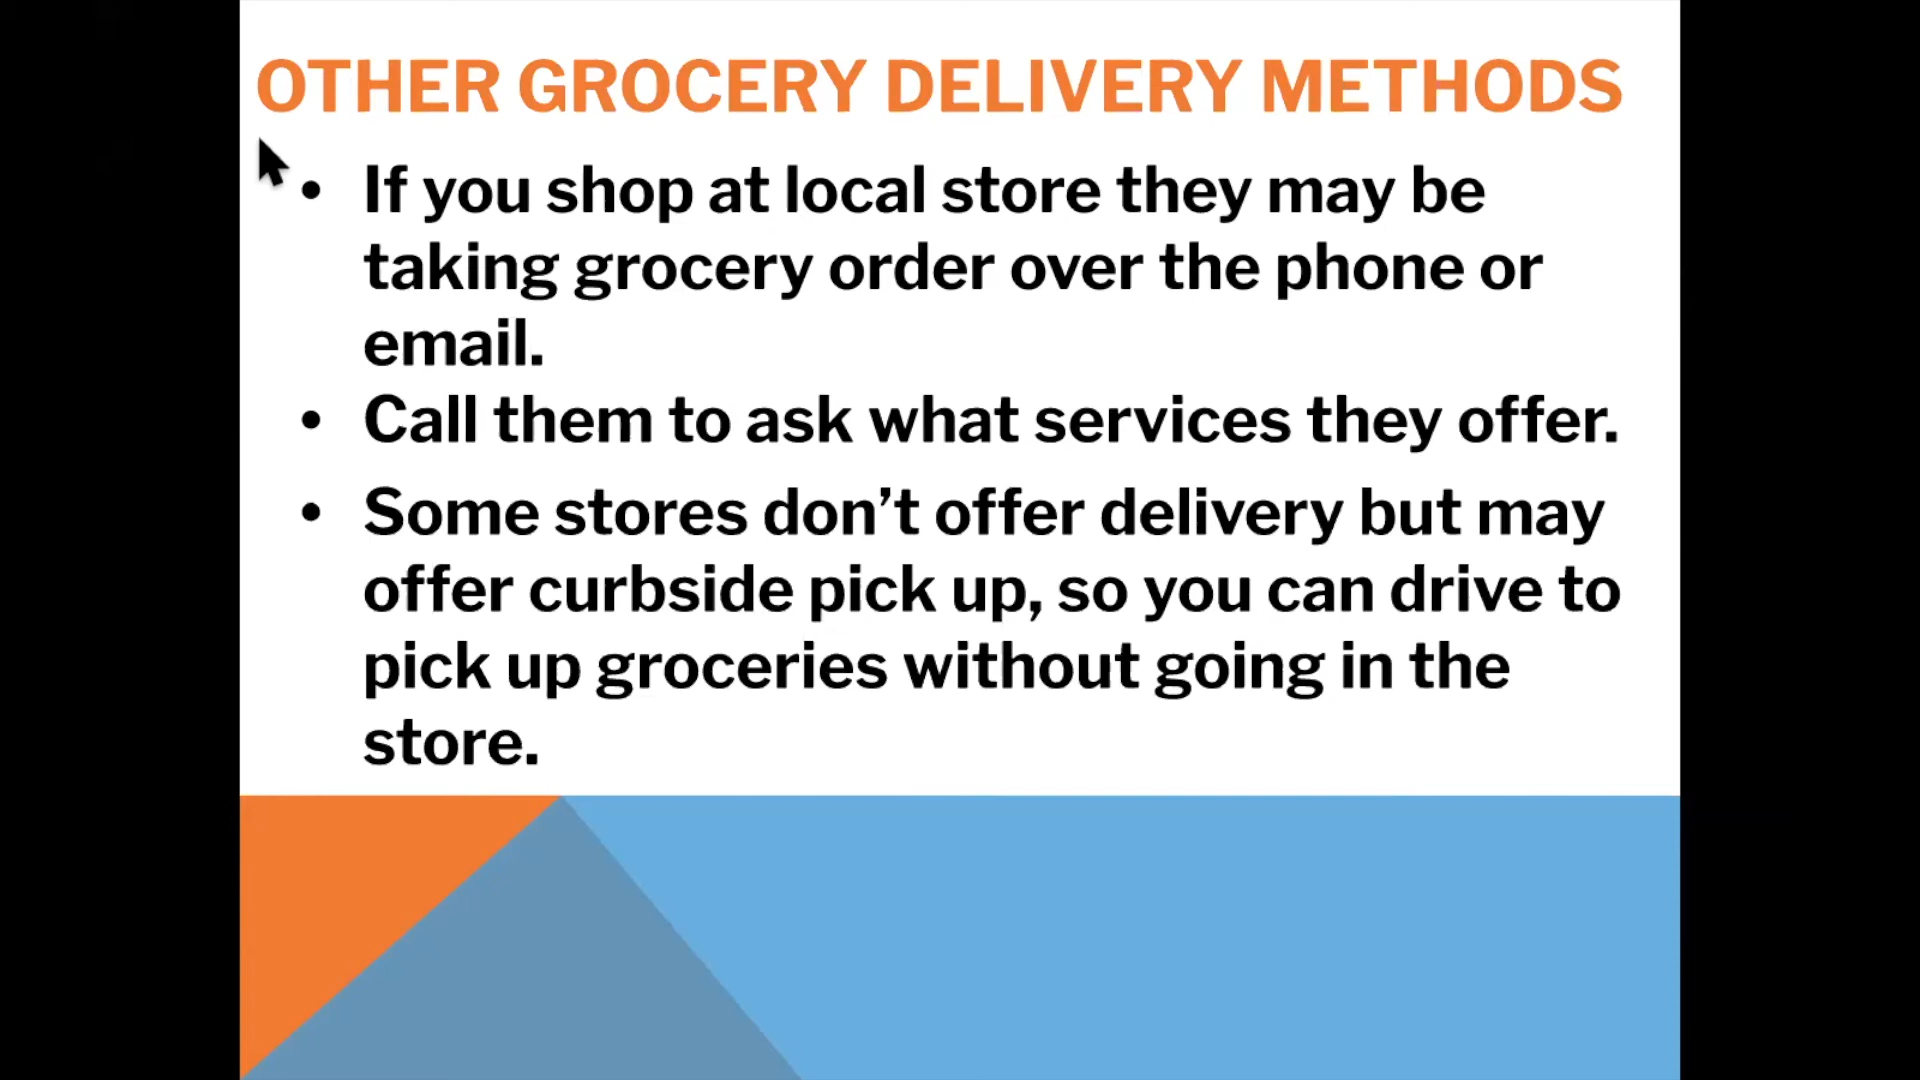 OTHER GROCERY DELIVERY METHODS
• If you shop at local store they may be
taking grocery order over the phone or
email.
• Call them to ask what services they offer.
• Some stores don’t offer delivery but may
offer curbside pick up, so you can drive to
pick up groceries without going in the
store.